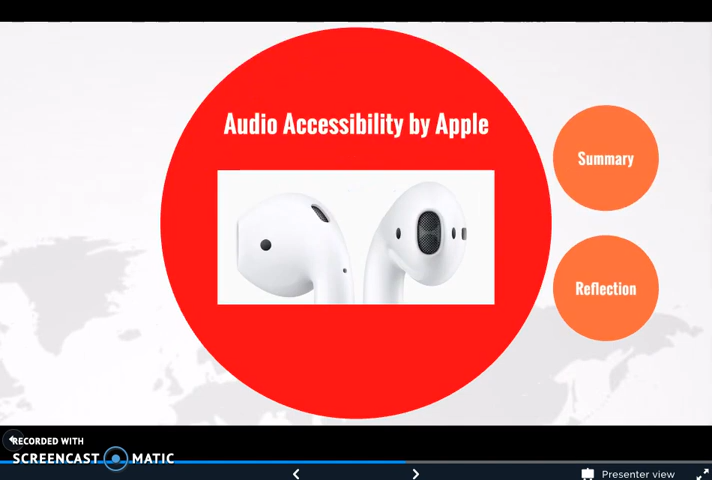 Audio Accessibility by Apple
Summary
Reflection
RECORDED WITH
SCREENCAST MATIC
Presenter view